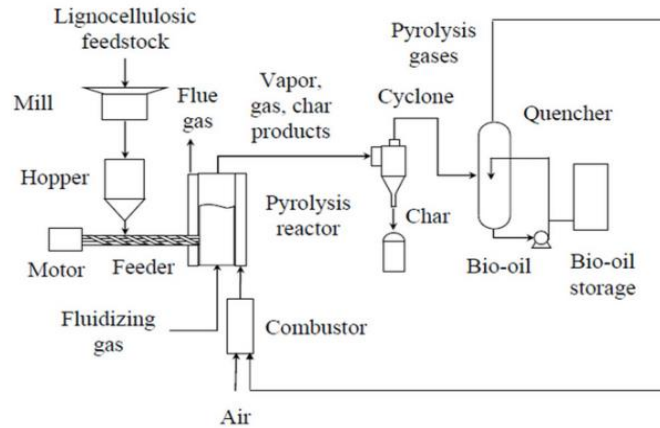 Lignocellulosic
feedstock
Mill
Flue
gas
Vapor,
gas, char
products
Cyclone
Pyrolysis
gases
Quencher
Hopper
Pyrolysis
reactor
Char
Motor
Feeder
Bio-oil
Bio-oil
storage
Fluidizing
gas
Combustor
Air